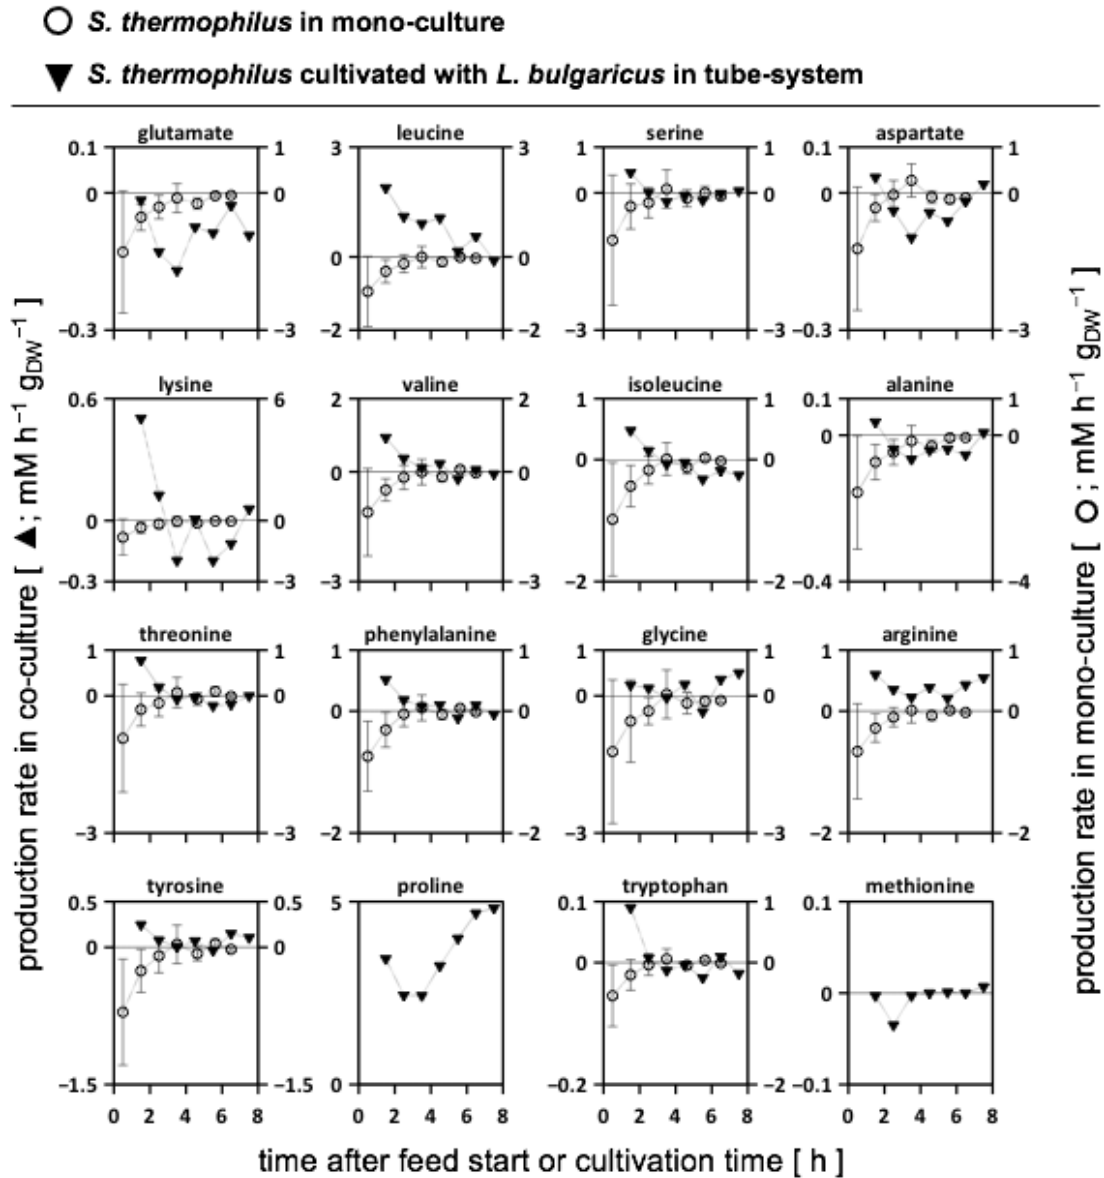 S. thermophilus in mono-culture
S. thermophilus cultivated with L. bulgaricus in tube-system
glutamate leucine serine aspartate
0.1 1 3 3 1 1 0.1 1
0 0 0 0 0 0 0 0
−0.3 −3 −2 −2 −3 −3 −0.3 −3
lysine valine isoleucine alanine
0.6 6 2 2 1 1 0.1 1
0 0 0 0 0 0 0 0
−0.3 −3 −3 −3 −2 −2 −0.4 −4
threonine phenylalanine glycine arginine
1 1 1 1 1 1 1 1
0 0 0 0 0 0 0 0
−3 −3 −2 −2 −3 −3 −2 −2
tyrosine proline tryptophan methionine
0.5 0.5 5 0.1 1 0.1
0 0 0 0 0
−1.5 −1.5 0 −0.2 −2 −0.1
0 2 4 6 8 0 2 4 6 8 0 2 4 6 8 0 2 4 6 8
time after feed start or cultivation time [ h ]
production rate in co-culture [ ▲; mM h⁻¹ gDW⁻¹ ]
production rate in mono-culture [ O; mM h⁻¹ gDW⁻¹ ]